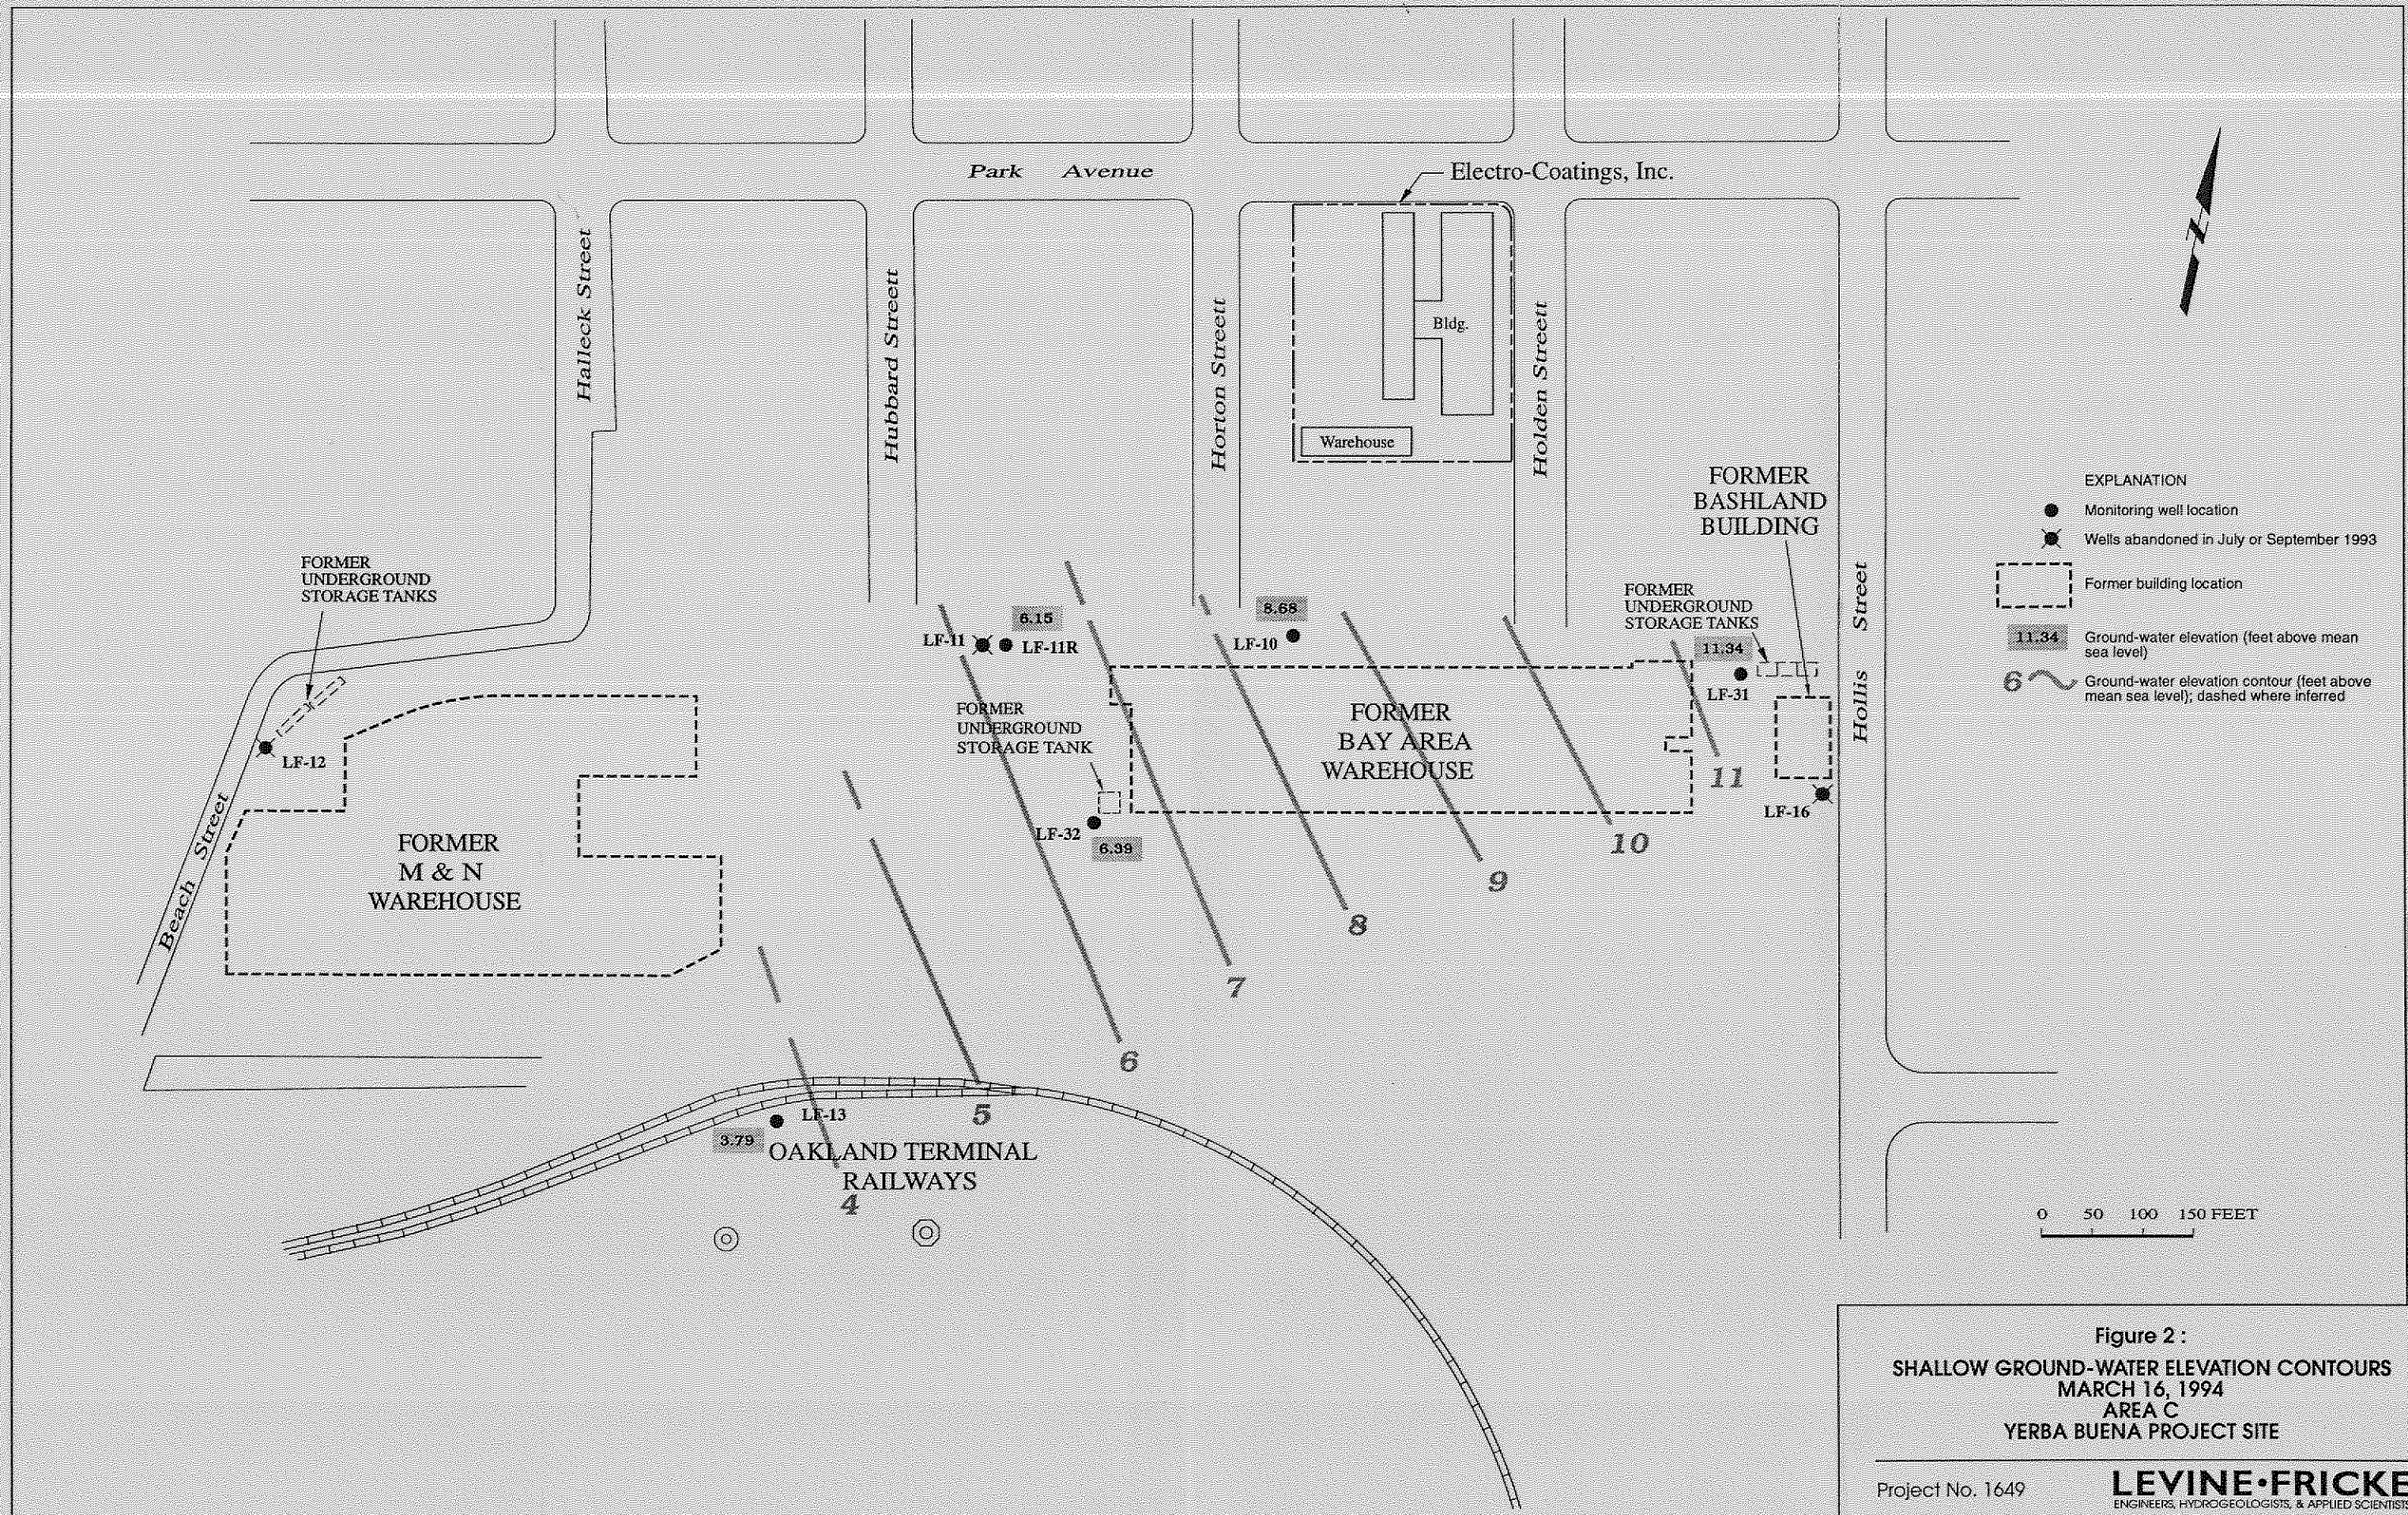 Park Avenue
Electro-Coatings, Inc.
Halleck Street
Hubbard Streett
Horton Streett
Holden Streett
Bldg.
Warehouse
FORMER
BASHLAND
BUILDING
EXPLANATION
Monitoring well location
Wells abandoned in July or September 1993
Former building location
11.34
Ground-water elevation (feet above mean
sea level)
6
Ground-water elevation contour (feet above
mean sea level); dashed where inferred
Hollis Street
FORMER
UNDERGROUND
STORAGE TANKS
FORMER
UNDERGROUND
STORAGE TANKS
6.15
LF-11
LF-11R
8.68
LF-10
11.34
LF-31
FORMER
UNDERGROUND
STORAGE TANK
FORMER
BAY AREA
WAREHOUSE
LF-12
11
LF-16
LF-32
6.39
10
9
8
7
6
5
4
FORMER
M & N
WAREHOUSE
Beach Street
LF-13
3.79
OAKLAND TERMINAL
RAILWAYS
0 50 100 150 FEET
N
Figure 2 :
SHALLOW GROUND-WATER ELEVATION CONTOURS
MARCH 16, 1994
AREA C
YERBA BUENA PROJECT SITE
Project No. 1649
LEVINE•FRICKE
ENGINEERS, HYDROGEOLOGISTS, & APPLIED SCIENTISTS